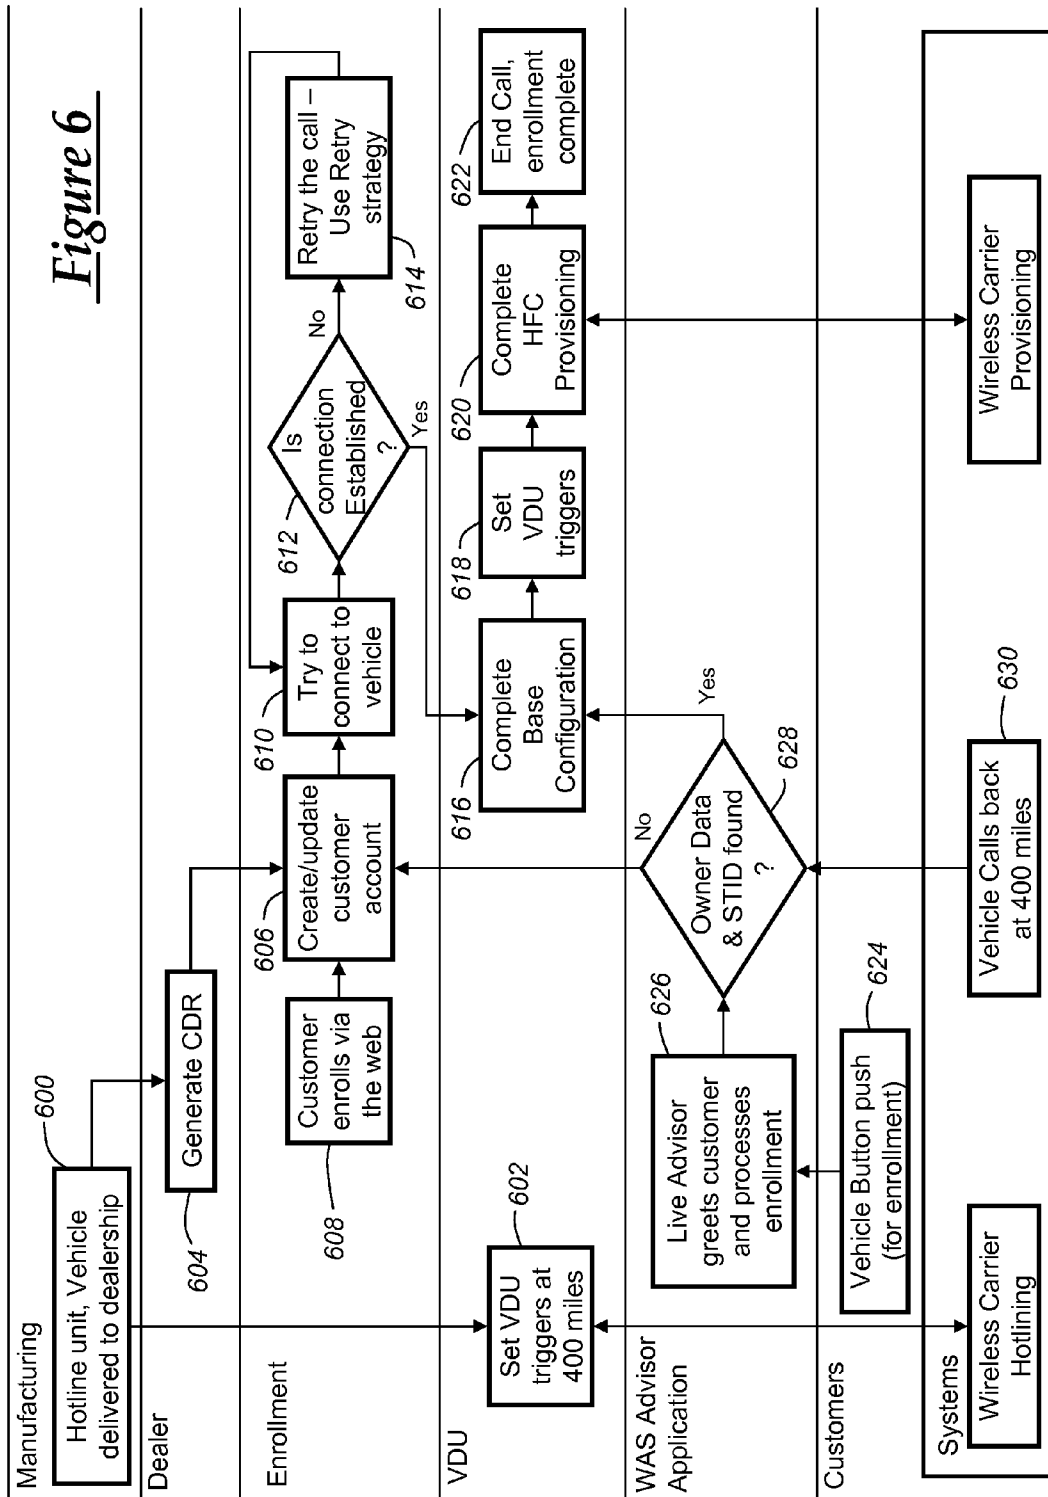 Figure 6
Manufacturing
Hotline unit, Vehicle
delivered to dealership
600
Dealer
Generate CDR
604
Enrollment
Customer
enrolls via
the web
608
Create/update
customer
account
606
Try to
connect to
vehicle
610
Is
connection
Established
?
612
No
Yes
Retry the call –
Use Retry
strategy
614
VDU
Set VDU
triggers at
400 miles
602
Complete
Base
Configuration
616
Set
VDU
triggers
618
Complete
HFC
Provisioning
620
End Call,
enrollment
complete
622
WAS Advisor
Application
Live Advisor
greets customer
and processes
enrollment
626
Owner Data
& STID found
?
628
No
Yes
Customers
Vehicle Button push
(for enrollment)
624
Systems
Wireless Carrier
Hotlining
Vehicle Calls back
at 400 miles
630
Wireless Carrier
Provisioning